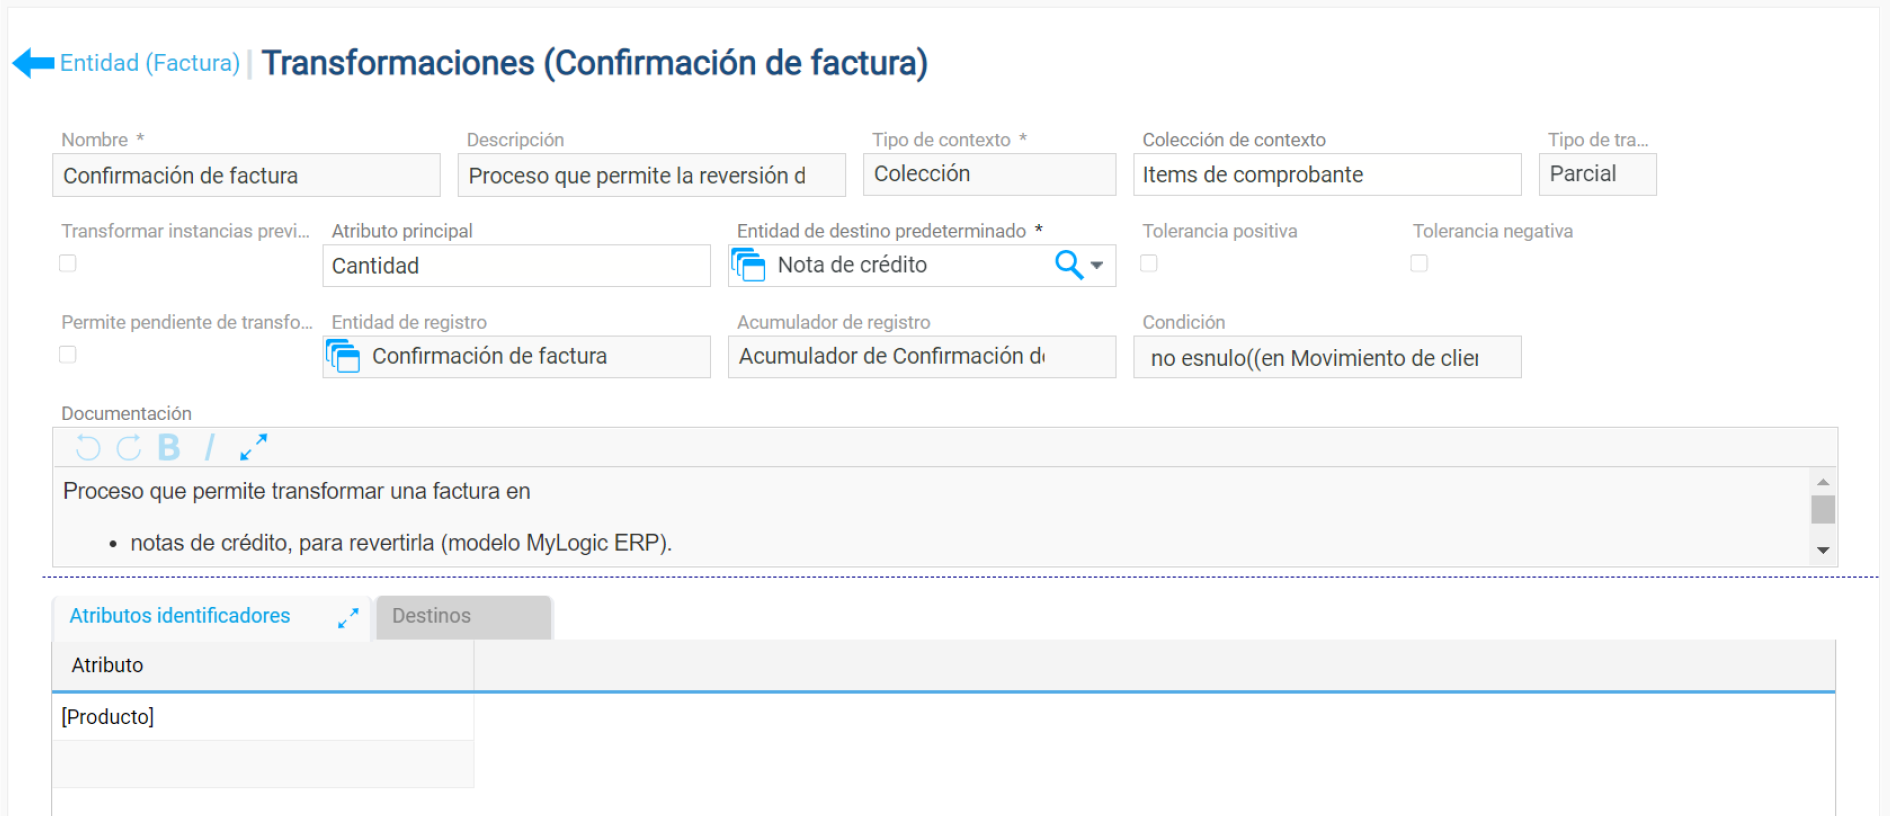 Entidad (Factura) | Transformaciones (Confirmación de factura)
Nombre * Descripción Tipo de contexto * Colección de contexto Tipo de tra...
Confirmación de factura Proceso que permite la reversión d Colección Items de comprobante Parcial
Transformar instancias previ... Atributo principal Entidad de destino predeterminado * Tolerancia positiva Tolerancia negativa
Cantidad Nota de crédito
Permite pendiente de transfo... Entidad de registro Acumulador de registro Condición
Confirmación de factura Acumulador de Confirmación de no esnulo((en Movimiento de clier
Documentación
B I
Proceso que permite transformar una factura en
• notas de crédito, para revertirla (modelo MyLogic ERP).
Atributos identificadores Destinos
Atributo
[Producto]